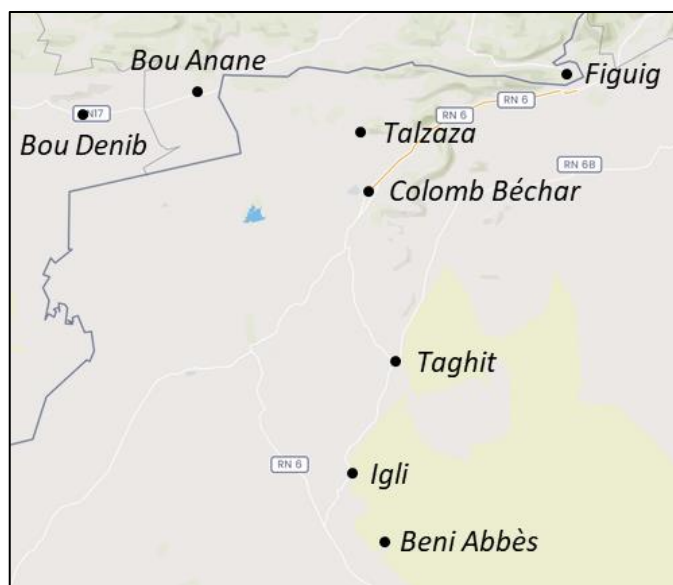 Bou Anane
Figuig
RN 6
N17
RN 6
Talzaza
Bou Denib
RN 6B
Colomb Béchar
Taghit
RN 6
Igli
Beni Abbès